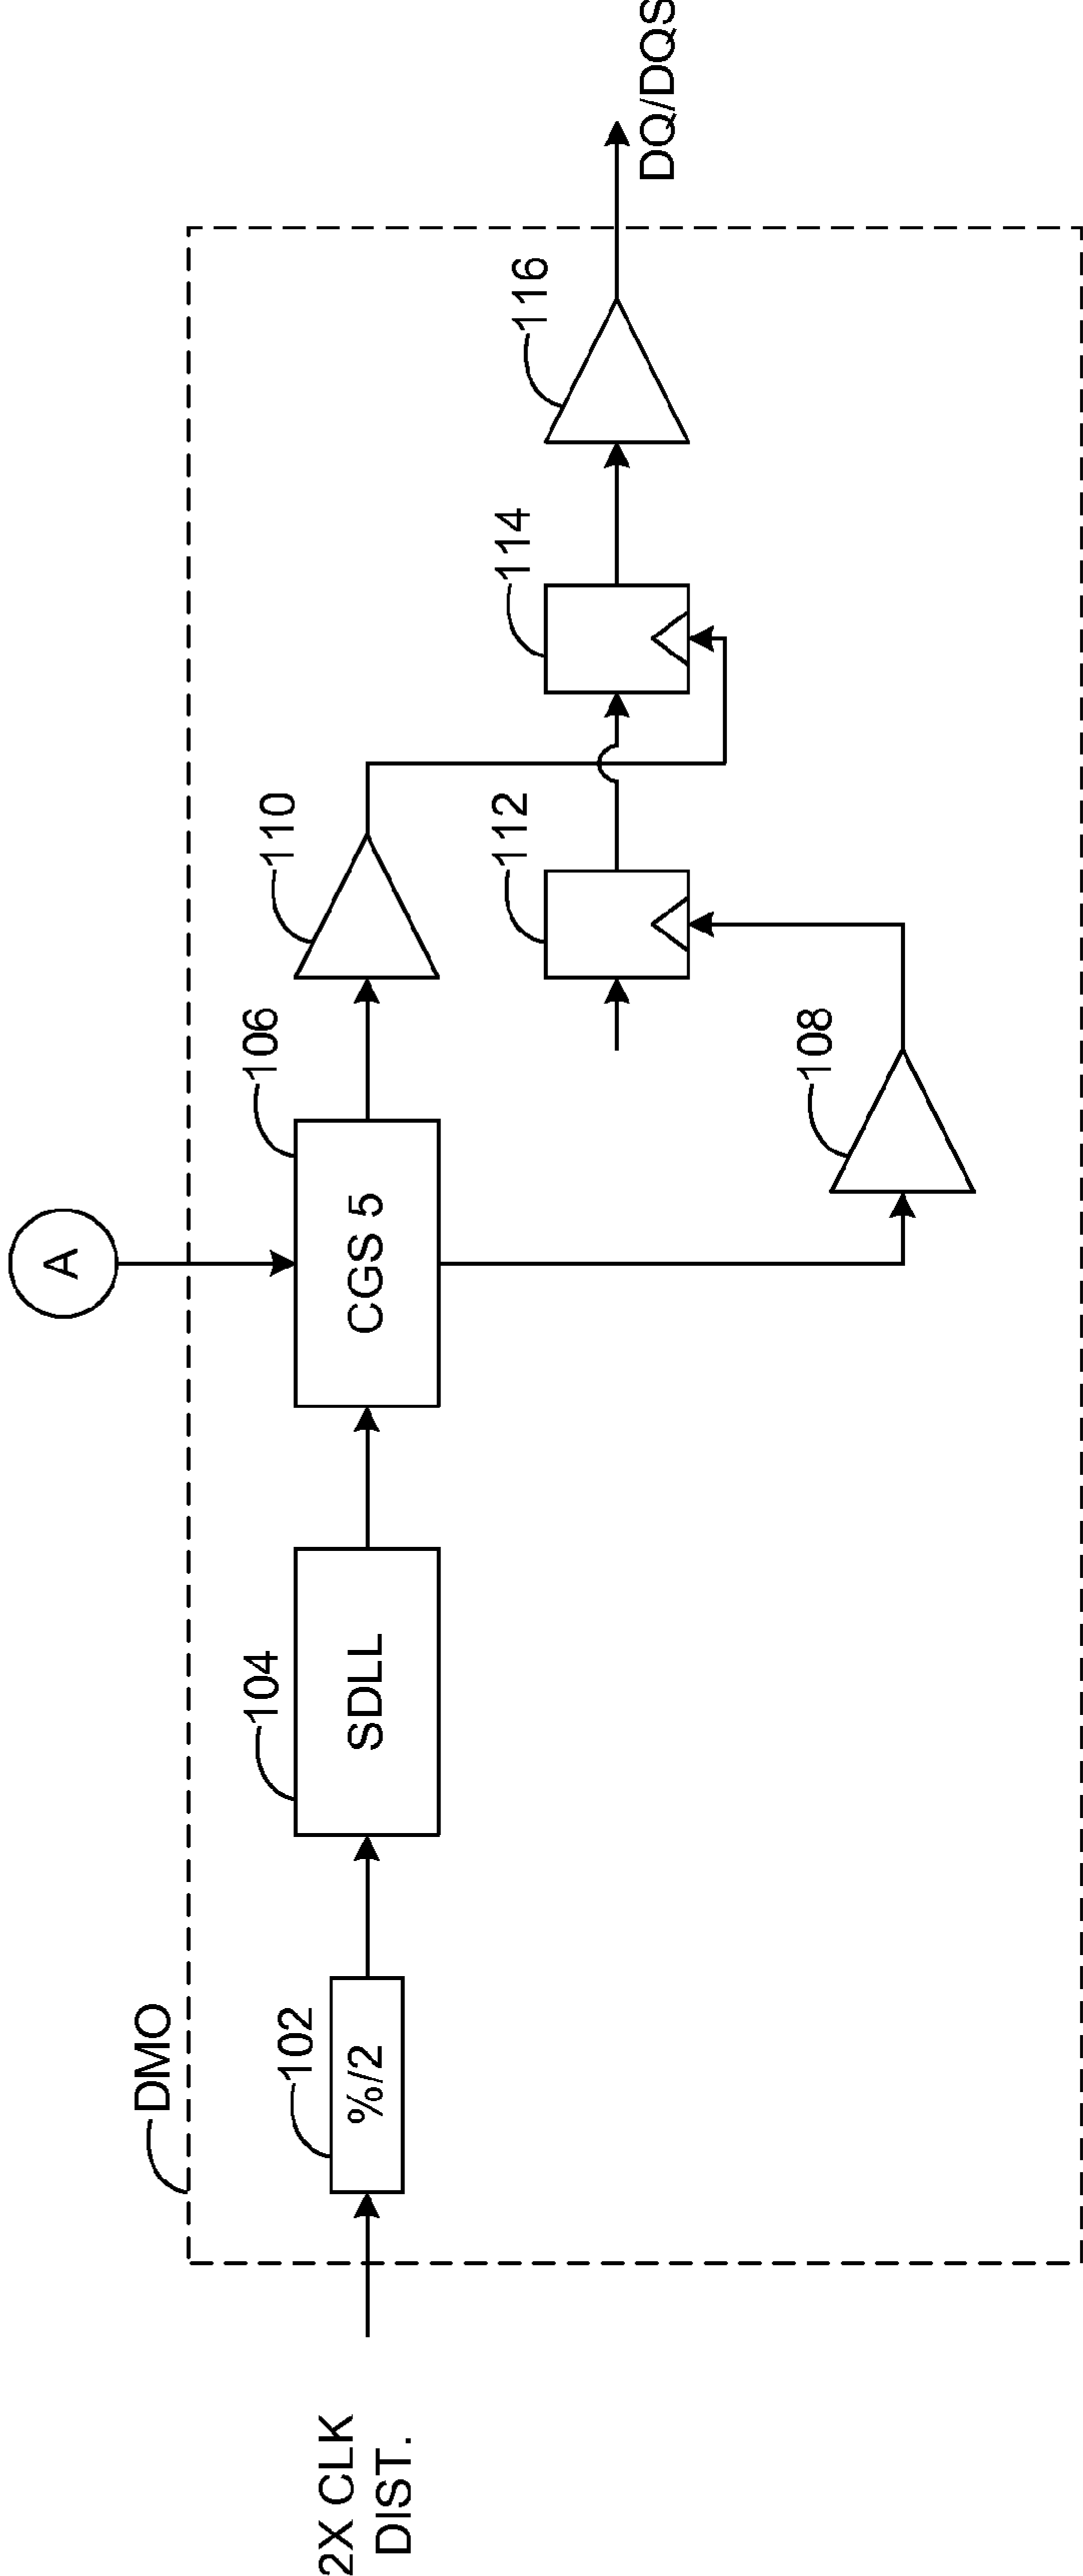 A
DMO
102
%/2
104
SDLL
106
CGS 5
110
112
114
116
108
2X CLK
DIST.
DQ/DQS